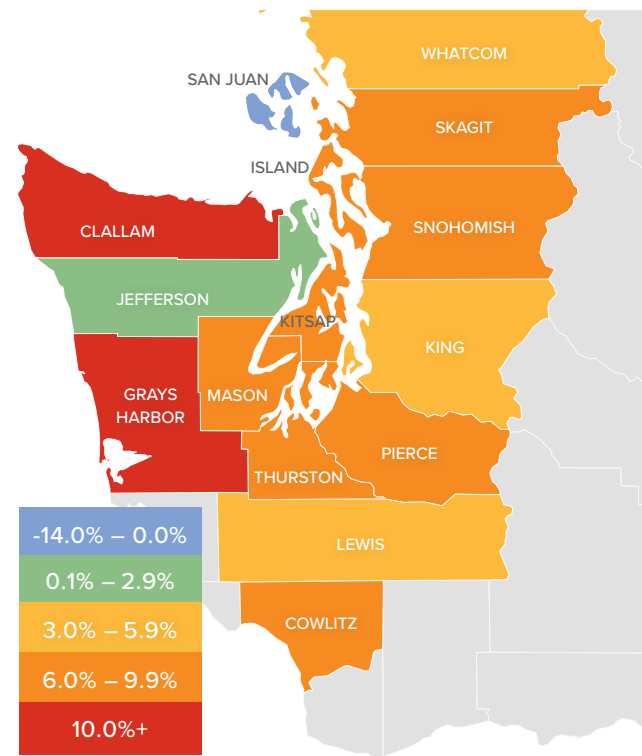 WHATCOM
SAN JUAN
SKAGIT
ISLAND
SNOHOMISH
CLALLAM
JEFFERSON
KITSAP
KING
GRAYS
HARBOR
MASON
PIERCE
THURSTON
LEWIS
COWLITZ
-14.0% – 0.0%
0.1% – 2.9%
3.0% – 5.9%
6.0% – 9.9%
10.0%+